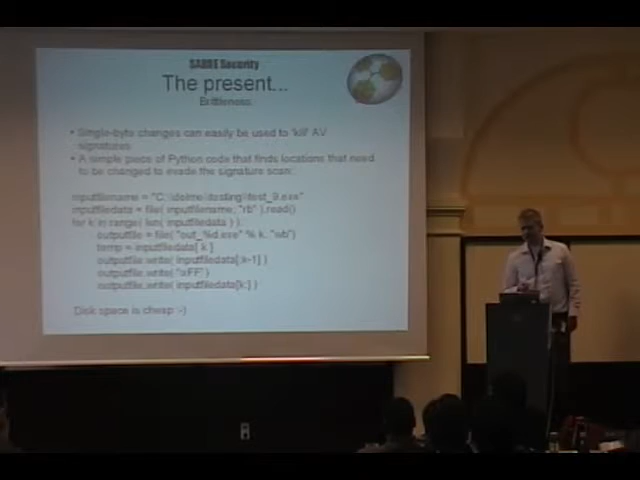 SABRE Security
The present...
Brittleness:
• Single-byte changes can easily be used to 'kill' AV
signatures
• A simple piece of Python code that finds locations that need
to be changed to evade the signature scan:
inputfilename = "C:\\delme\\testing\\test_9.exe"
inputfiledata = file( inputfilename, "rb" ).read()
for k in range( len( inputfiledata ) ):
outputfile = file( "out_%d.exe" % k, "wb")
temp = inputfiledata[ k ]
outputfile.write( inputfiledata[:k-1] )
outputfile.write( "\xFF" )
outputfile.write( inputfiledata[k:] )
Disk space is cheap :-)